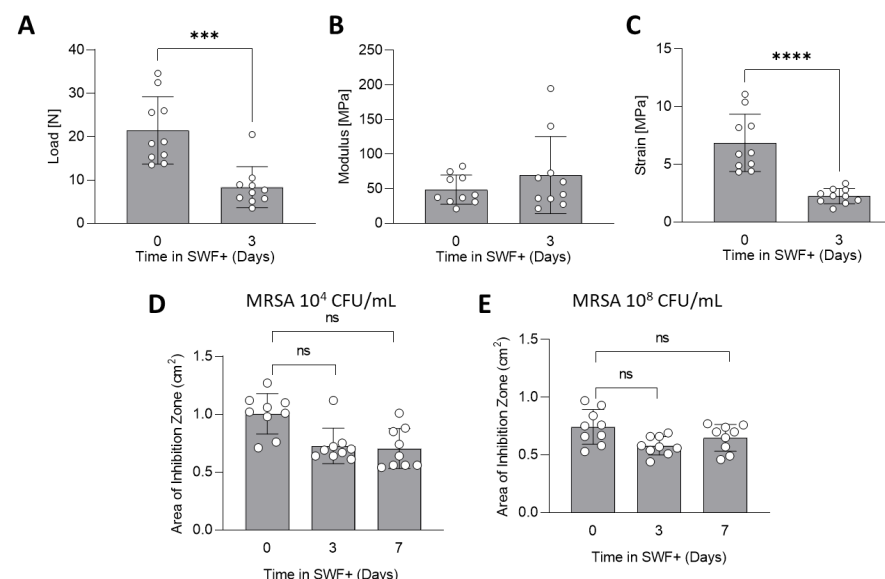 A
***
Load [N]
40
30
20
10
0
0 3
Time in SWF+ (Days)
B
Modulus [MPa]
250
200
150
100
50
0
0 3
Time in SWF+ (Days)
C
****
Strain [MPa]
15
10
5
0
0 3
Time in SWF+ (Days)
D
MRSA 10⁴ CFU/mL
ns
ns
Area of Inhibition Zone (cm²)
1.5
1.0
0.5
0.0
0 3 7
Time in SWF+ (Days)
E
MRSA 10⁸ CFU/mL
ns
ns
Area of Inhibition Zone (cm²)
1.5
1.0
0.5
0.0
0 3 7
Time in SWF+ (Days)